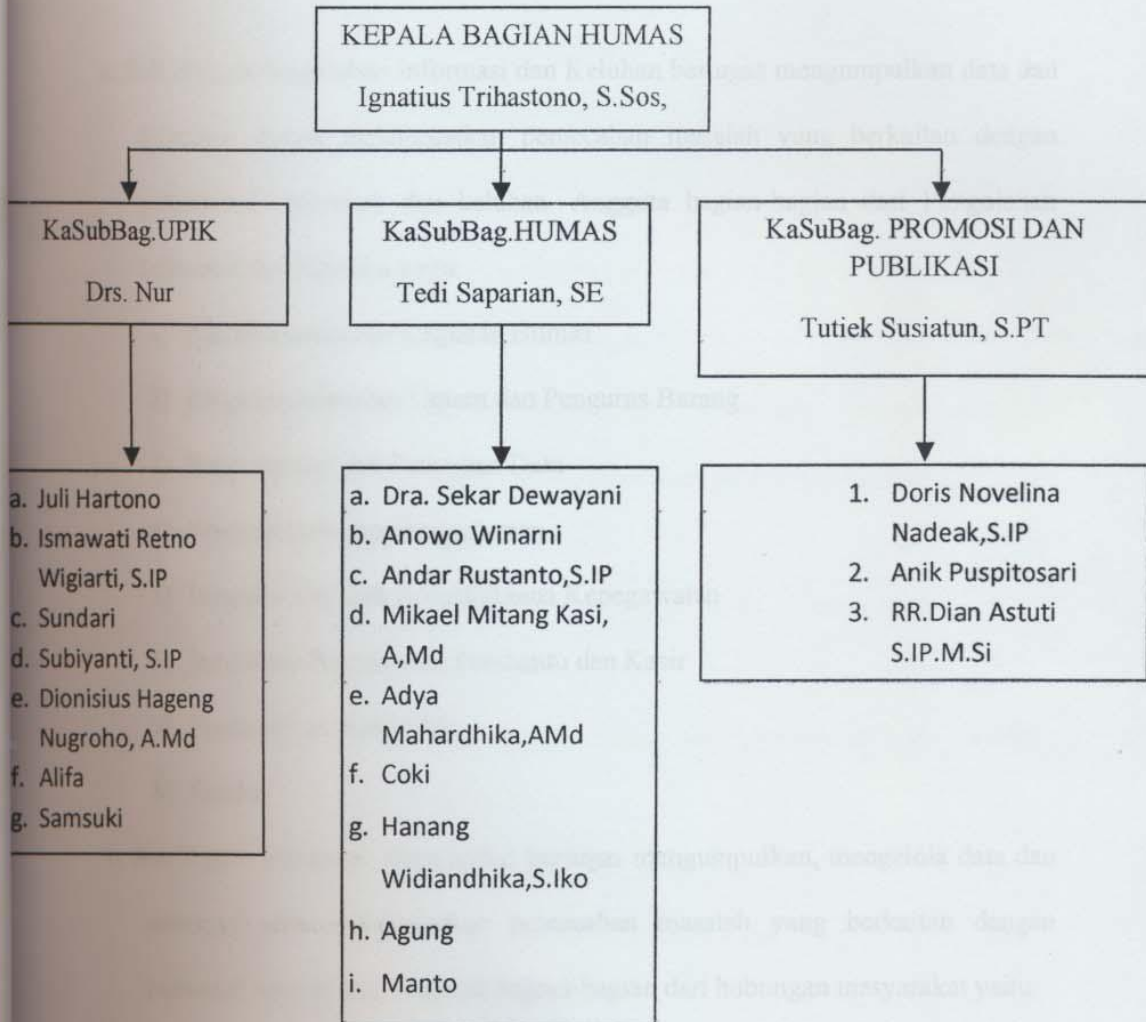 KEPALA BAGIAN HUMAS
Ignatius Trihastono, S.Sos,
KaSubBag.UPIK
Drs. Nur
KaSubBag.HUMAS
Tedi Saparian, SE
KaSuBag. PROMOSI DAN
PUBLIKASI
Tutiek Susiatun, S.PT
a. Juli Hartono
b. Ismawati Retno
Wigiarti, S.IP
c. Sundari
d. Subiyanti, S.IP
e. Dionisius Hageng
Nugroho, A.Md
f. Alifa
g. Samsuki
a. Dra. Sekar Dewayani
b. Anowo Winarni
c. Andar Rustanto,S.IP
d. Mikael Mitang Kasi,
A,Md
e. Adya
Mahardhika,AMd
f. Coki
g. Hanang
Widiandhika,S.Iko
h. Agung
i. Manto
1. Doris Novelina
Nadeak,S.IP
2. Anik Puspitosari
3. RR.Dian Astuti
S.IP.M.Si